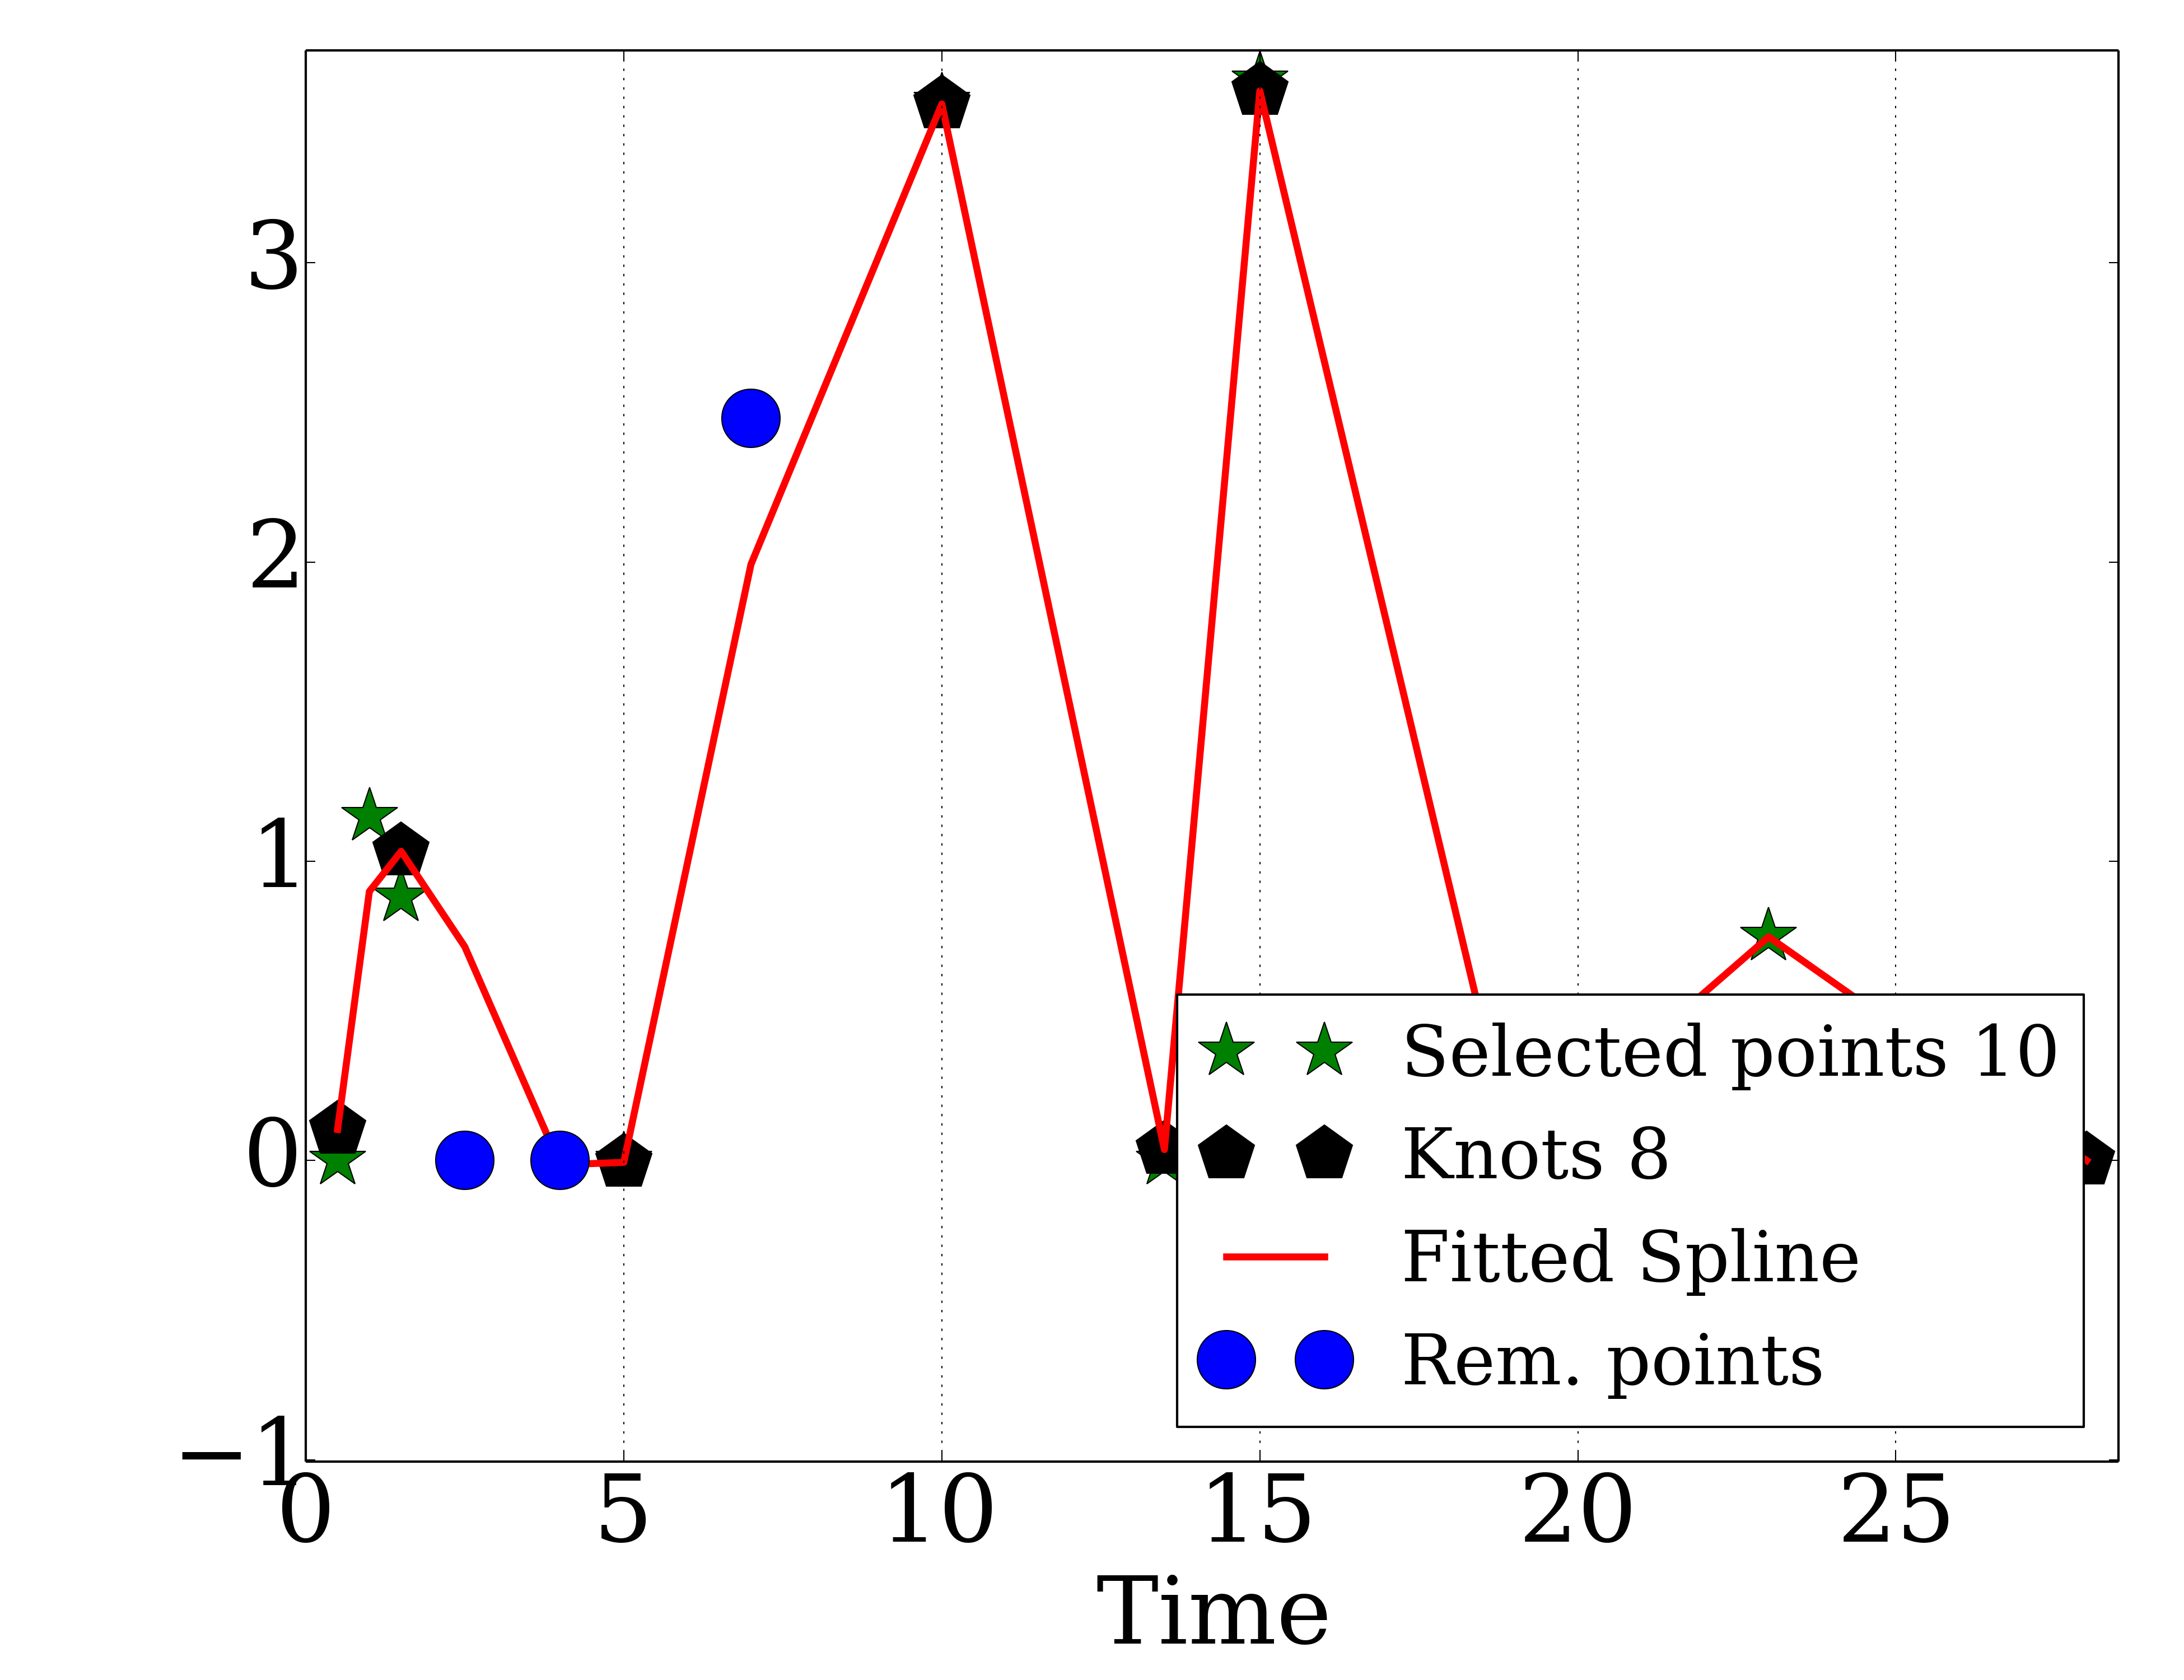 3
2
1
0
−1
0 5 10 15 20 25
Time
Selected points 10
Knots 8
Fitted Spline
Rem. points